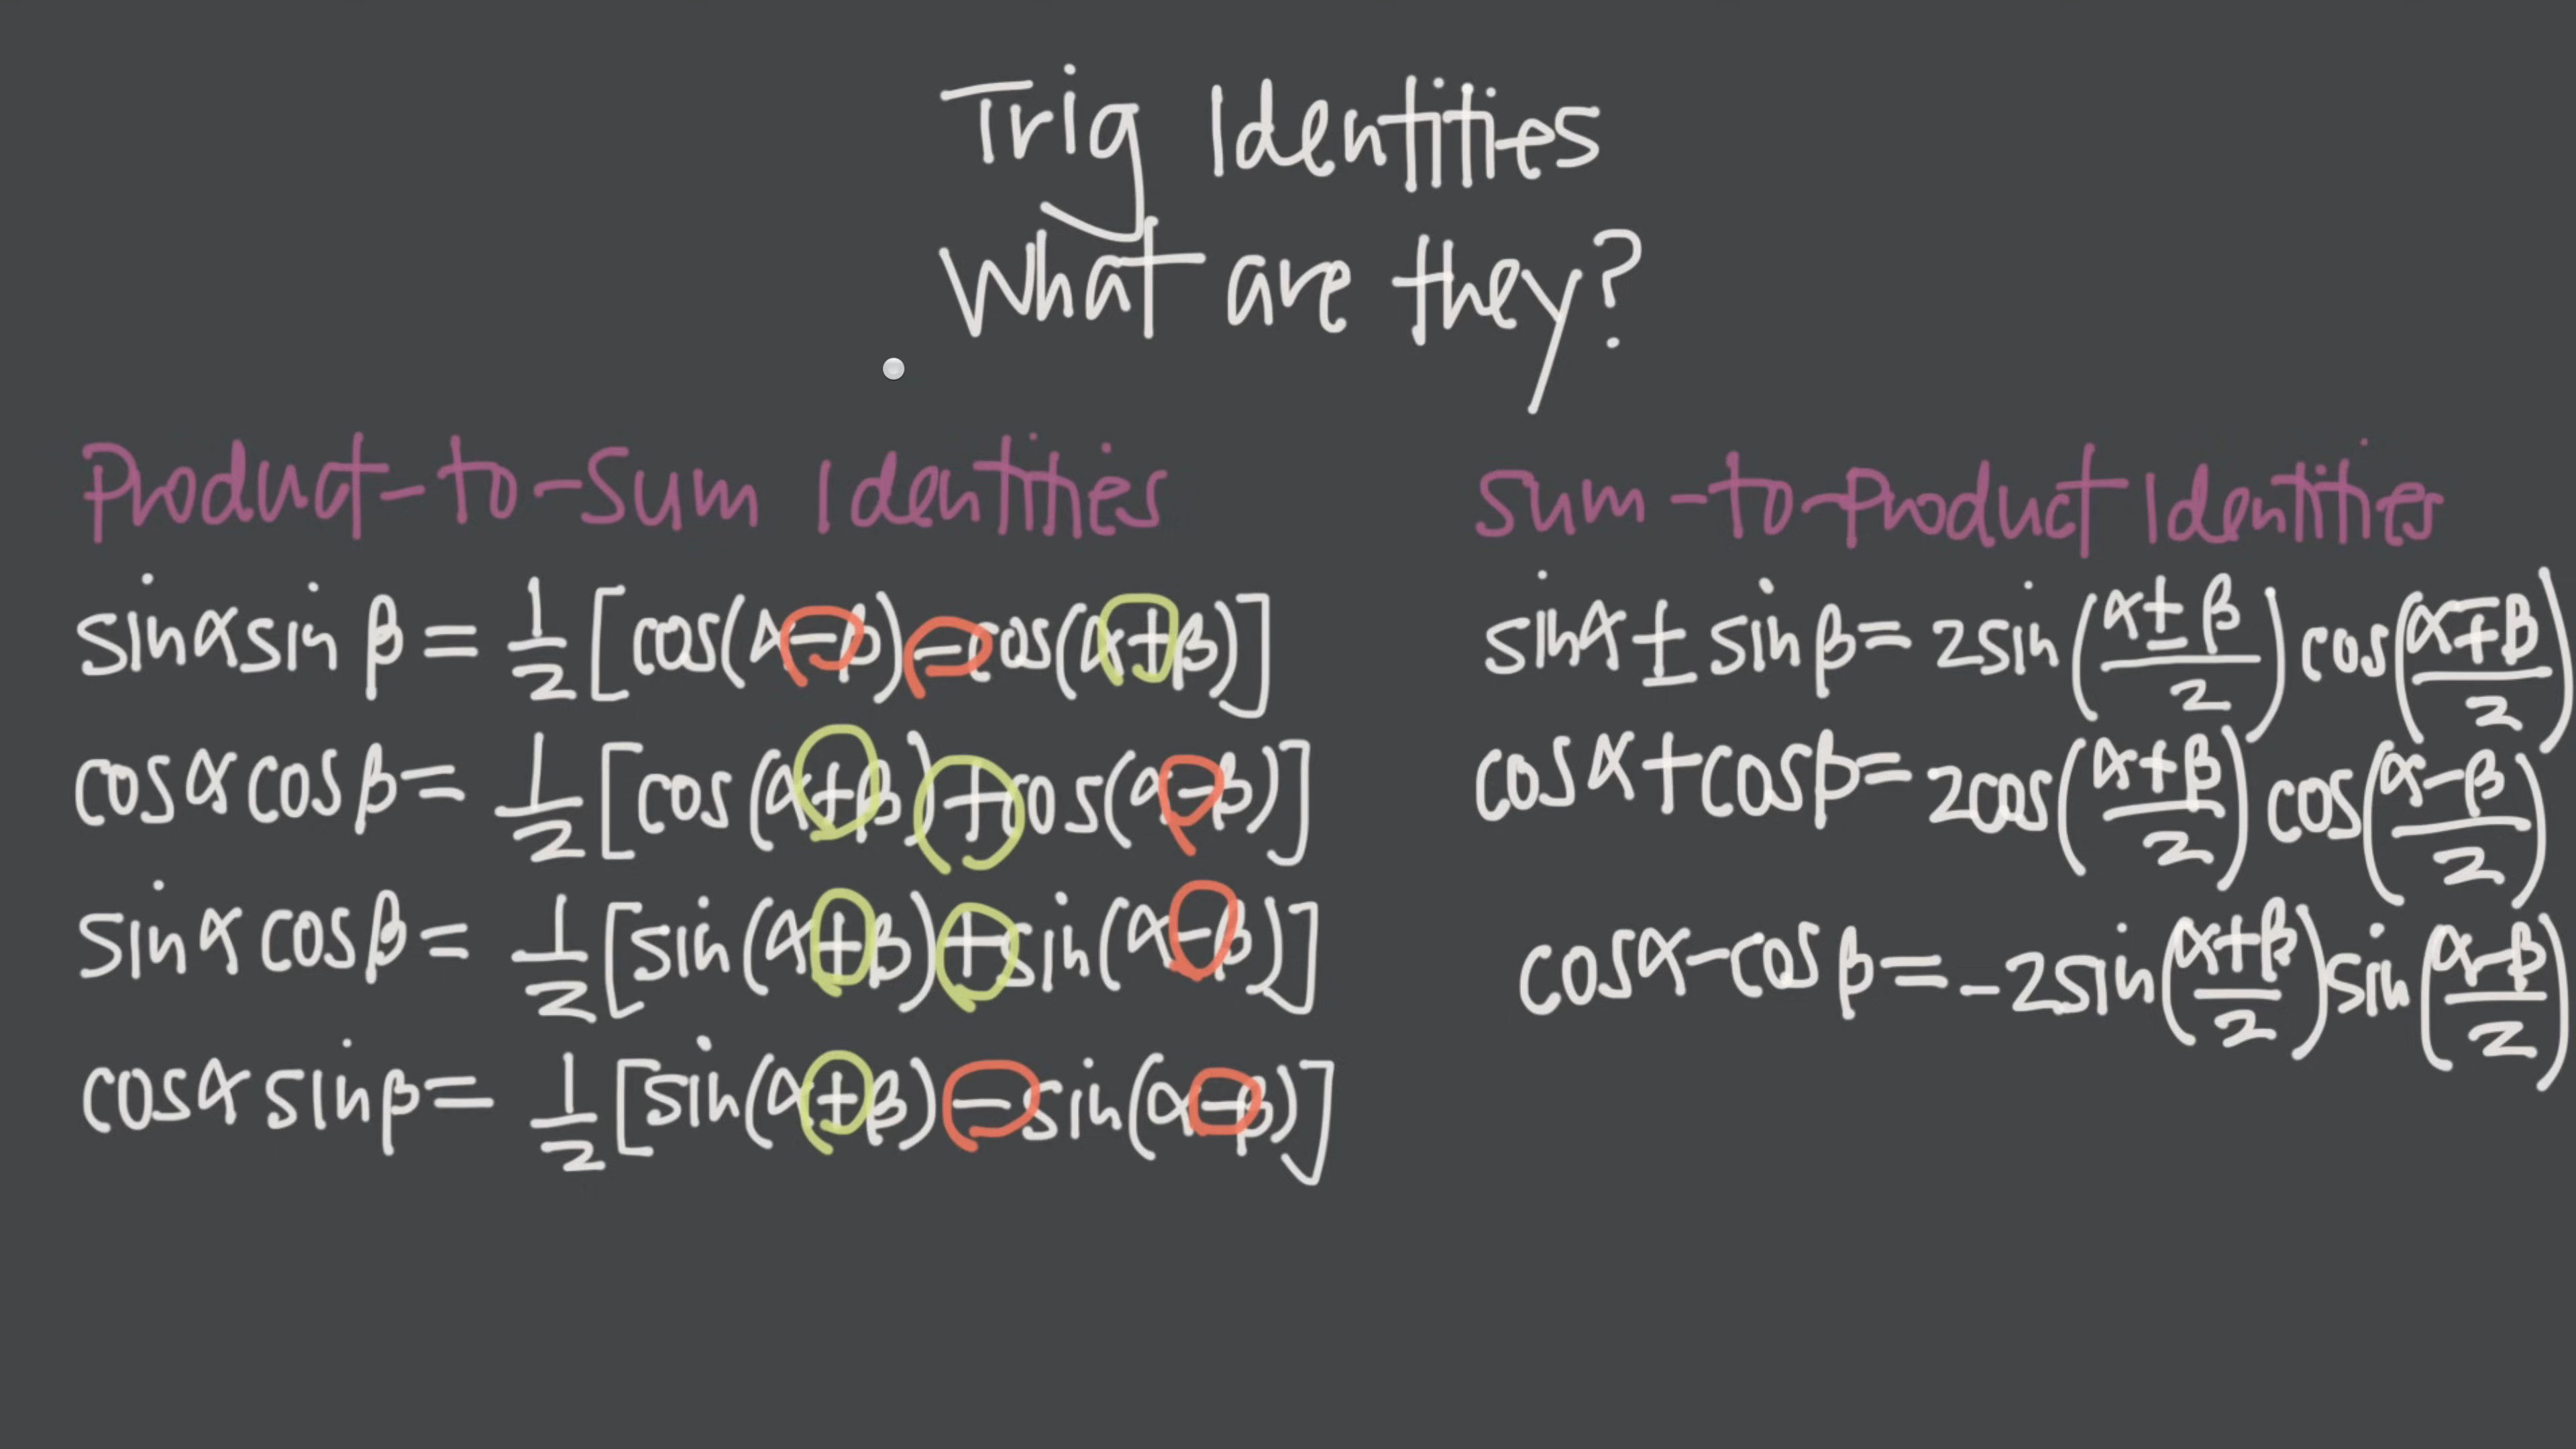 Trig Identities
What are they?
Product-to-Sum Identities
sinαsinβ = 1/2 [cos(α-β)-cos(α+β)]
cosαcosβ = 1/2 [cos(α+β)+cos(α-β)]
sinαcosβ = 1/2 [sin(α+β)+sin(α-β)]
cosαsinβ = 1/2 [sin(α+β)-sin(α-β)]
Sum-to-Product Identities
sinα ± sinβ = 2sin((α±β)/2)cos((α∓β)/2)
cosα+cosβ = 2cos((α+β)/2)cos((α-β)/2)
cosα-cosβ = -2sin((α+β)/2)sin((α-β)/2)